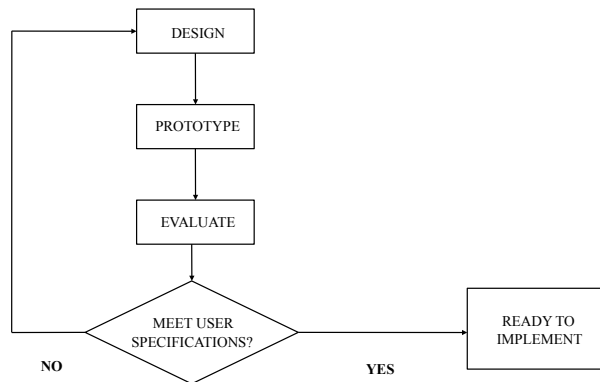 DESIGN
PROTOTYPE
EVALUATE
MEET USER
SPECIFICATIONS?
READY TO
IMPLEMENT
NO
YES